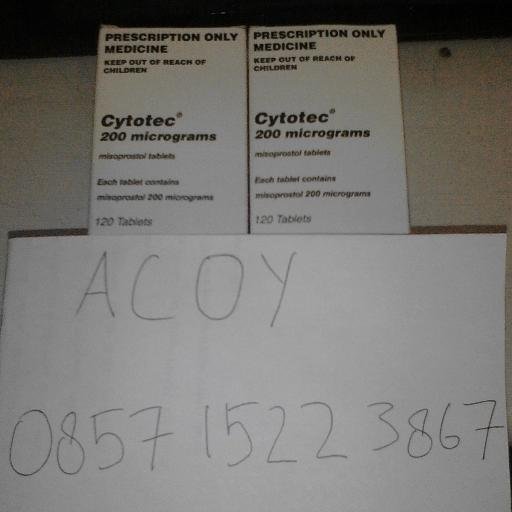 PRESCRIPTION ONLY
MEDICINE
KEEP OUT OF REACH OF
CHILDREN
Cytotec®
200 micrograms
misoprostol tablets
Each tablet contains
misoprostol 200 micrograms
120 Tablets
PRESCRIPTION ONLY
MEDICINE
KEEP OUT OF REACH OF
CHILDREN
Cytotec®
200 micrograms
misoprostol tablets
Each tablet contains
misoprostol 200 micrograms
120 Tablets
ACOY
0857 1522 3867